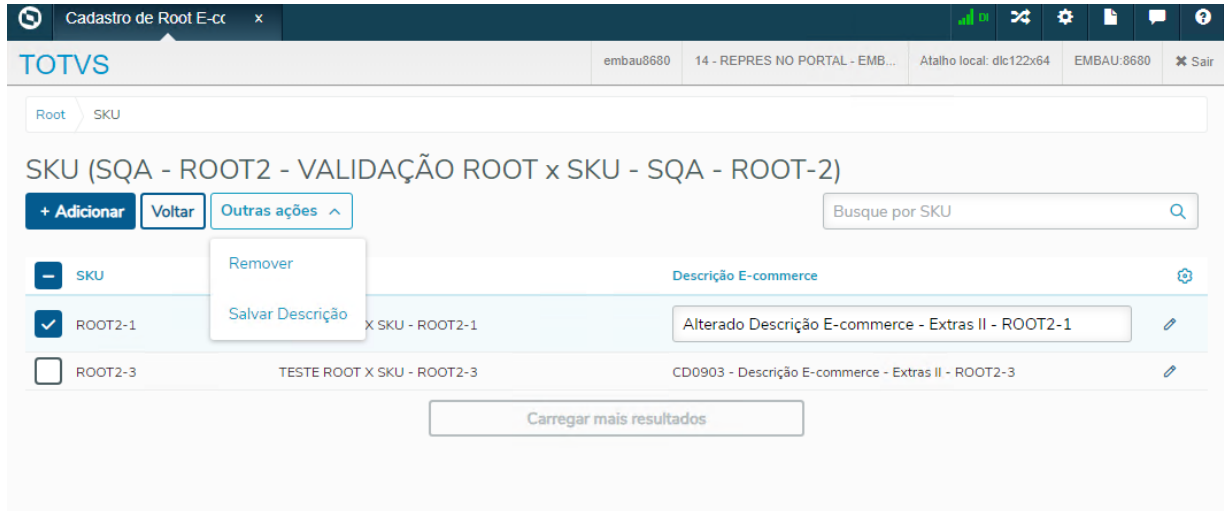 Cadastro de Root E-cc x DI
TOTVS embau8680 14 - REPRES NO PORTAL - EMB... Atalho local: dlc122x64 EMBAU:8680 Sair
Root SKU
SKU (SQA - ROOT2 - VALIDAÇÃO ROOT x SKU - SQA - ROOT-2)
+ Adicionar Voltar Outras ações Busque por SKU
Remover
SKU Descrição E-commerce
Salvar Descrição
ROOT2-1 X SKU - ROOT2-1 Alterado Descrição E-commerce - Extras II - ROOT2-1
ROOT2-3 TESTE ROOT X SKU - ROOT2-3 CD0903 - Descrição E-commerce - Extras II - ROOT2-3
Carregar mais resultados